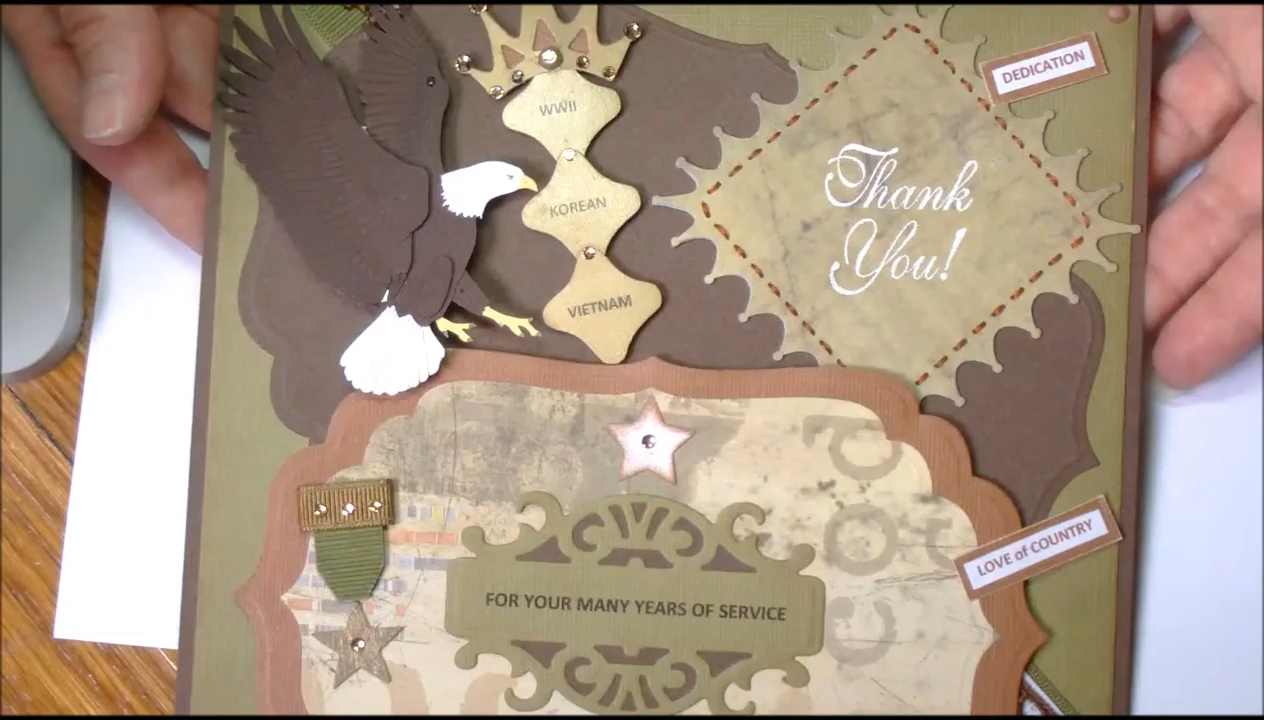 WWII
KOREAN
VIETNAM
Thank
You!
DEDICATION
LOVE of COUNTRY
FOR YOUR MANY YEARS OF SERVICE